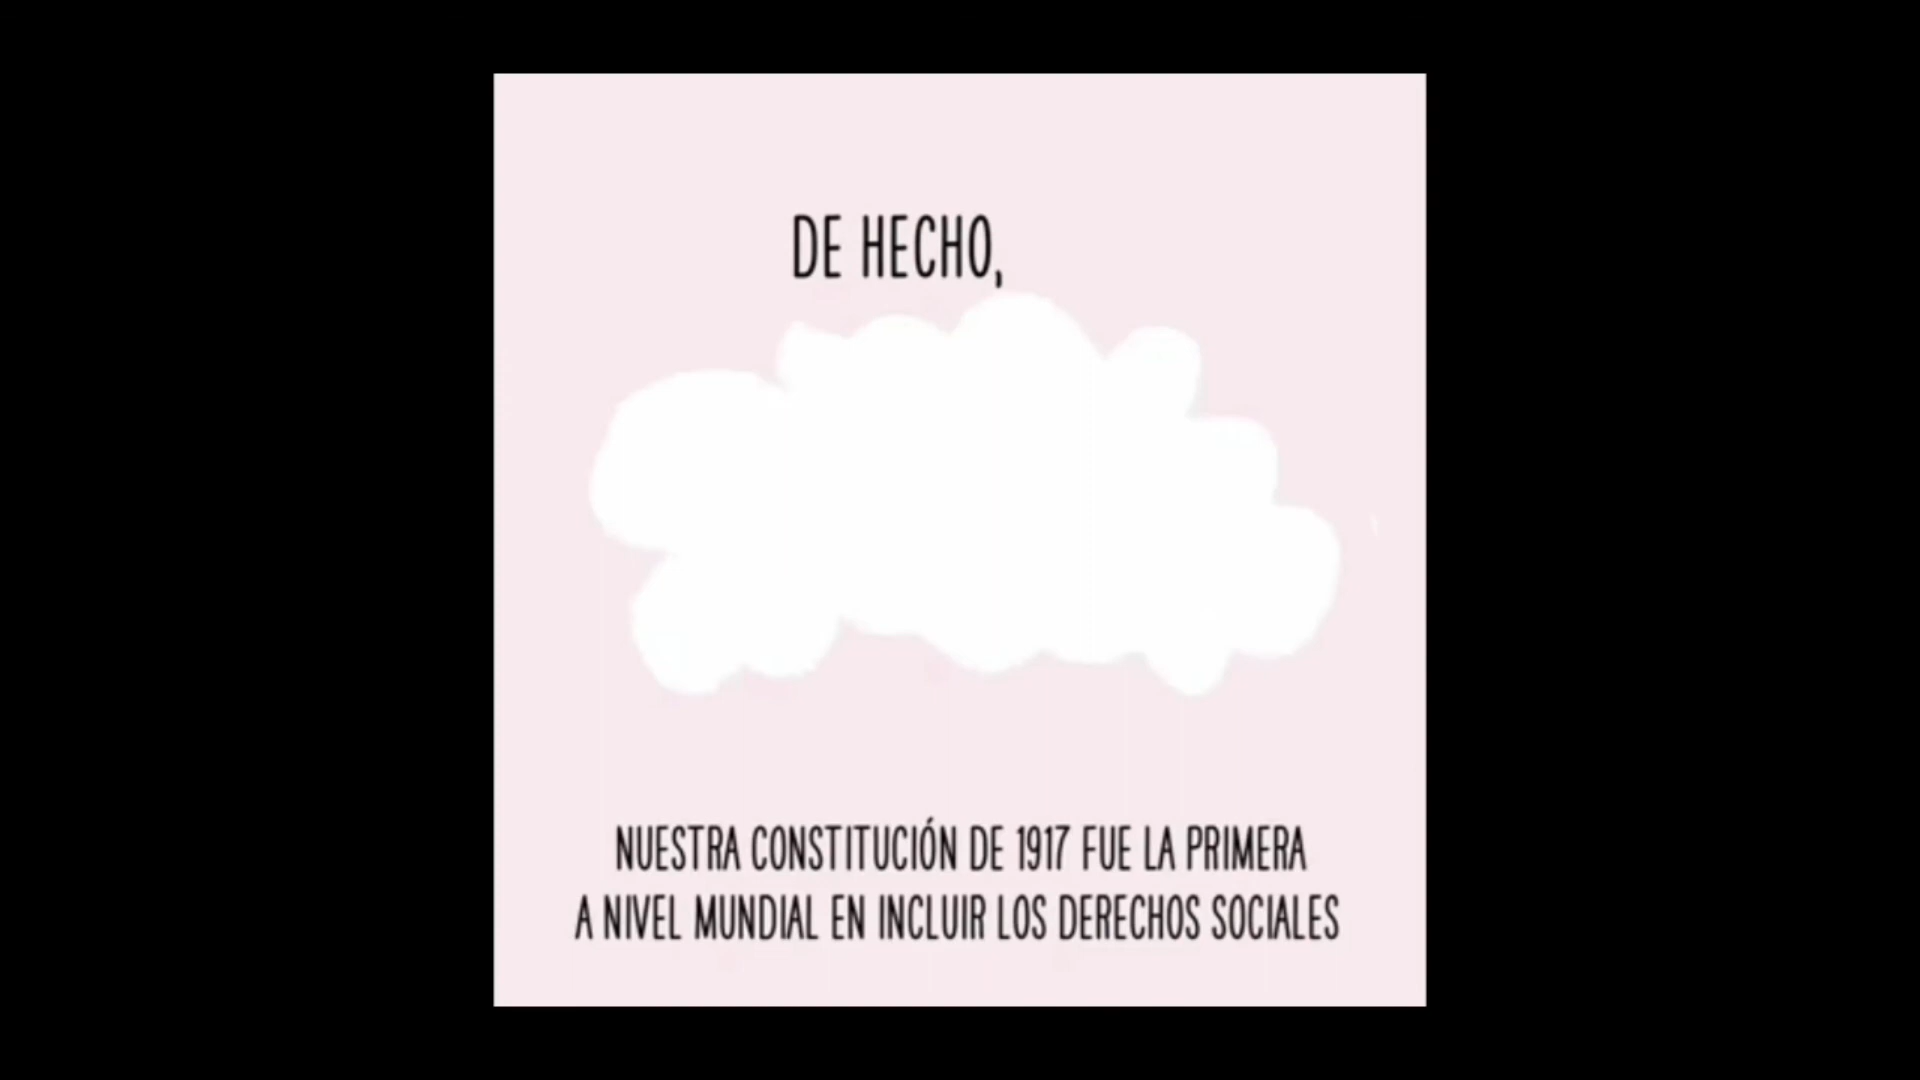 DE HECHO,
NUESTRA CONSTITUCIÓN DE 1917 FUE LA PRIMERA
A NIVEL MUNDIAL EN INCLUIR LOS DERECHOS SOCIALES